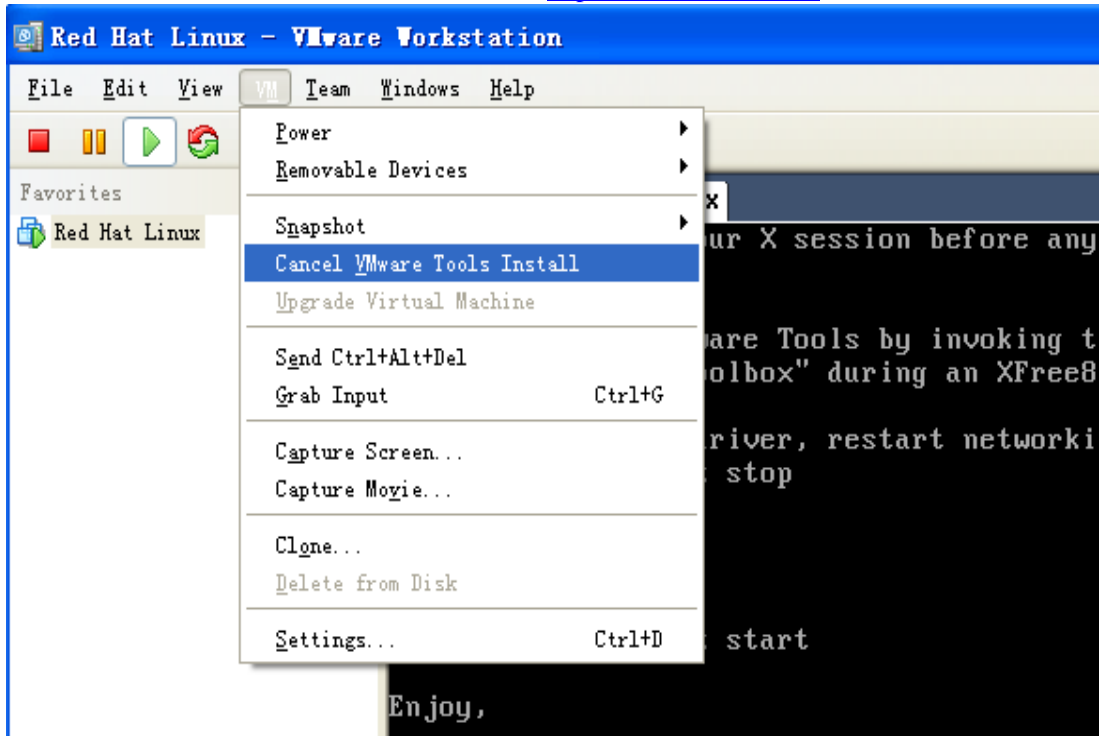 Red Hat Linux - VMware Workstation
File Edit View VM Team Windows Help
Favorites
Red Hat Linux
Power
Removable Devices
Snapshot
Cancel VMware Tools Install
Upgrade Virtual Machine
Send Ctrl+Alt+Del
Grab Input Ctrl+G
Capture Screen...
Capture Movie...
Clone...
Delete from Disk
Settings... Ctrl+D
x
ur X session before any
are Tools by invoking t
olbox" during an XFree8
river, restart networki
stop
start
Enjoy,